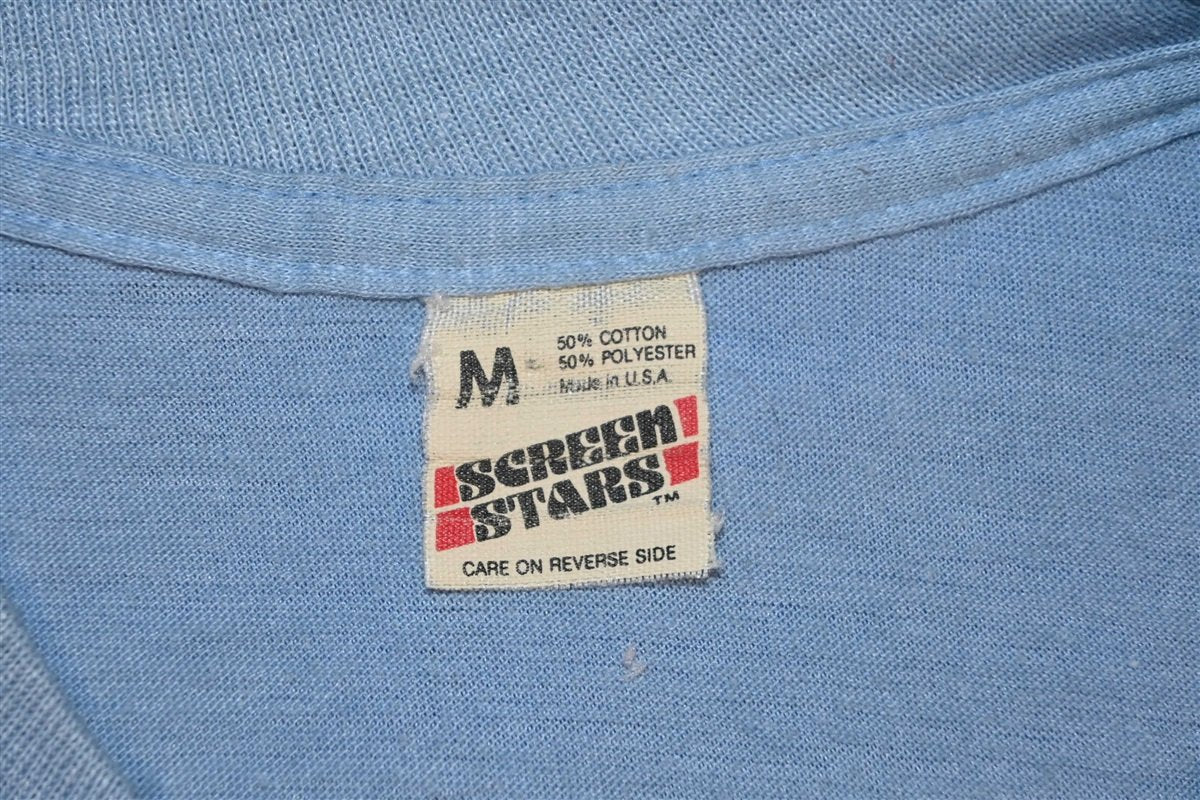 M
50% COTTON
50% POLYESTER
Made in U.S.A.
SCREEN
STARS
TM
CARE ON REVERSE SIDE